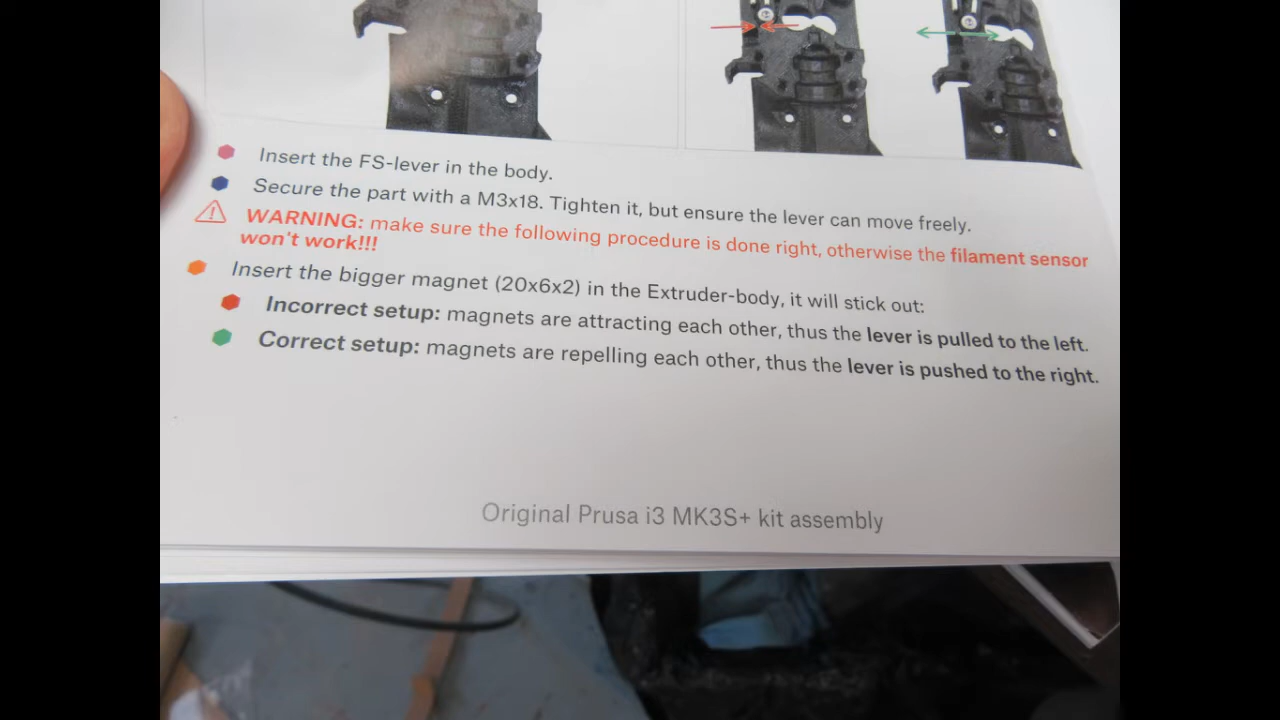 Insert the FS-lever in the body.
Secure the part with a M3x18. Tighten it, but ensure the lever can move freely.
WARNING: make sure the following procedure is done right, otherwise the filament sensor
won't work!!!
Insert the bigger magnet (20x6x2) in the Extruder-body, it will stick out:
Incorrect setup: magnets are attracting each other, thus the lever is pulled to the left.
Correct setup: magnets are repelling each other, thus the lever is pushed to the right.
Original Prusa i3 MK3S+ kit assembly